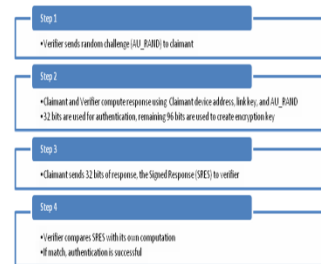 Step 1
•Verifier sends random challenge (AU_RAND) to claimant
Step 2
•Claimant and Verifier compute response using Claimant device address, link key, and AU_RAND
•32 bits are used for authentication, remaining 96 bits are used to create encryption key
Step 3
•Claimant sends 32 bits of response, the Signed Response (SRES) to verifier
Step 4
•Verifier compares SRES with its own computation
•If match, authentication is successful